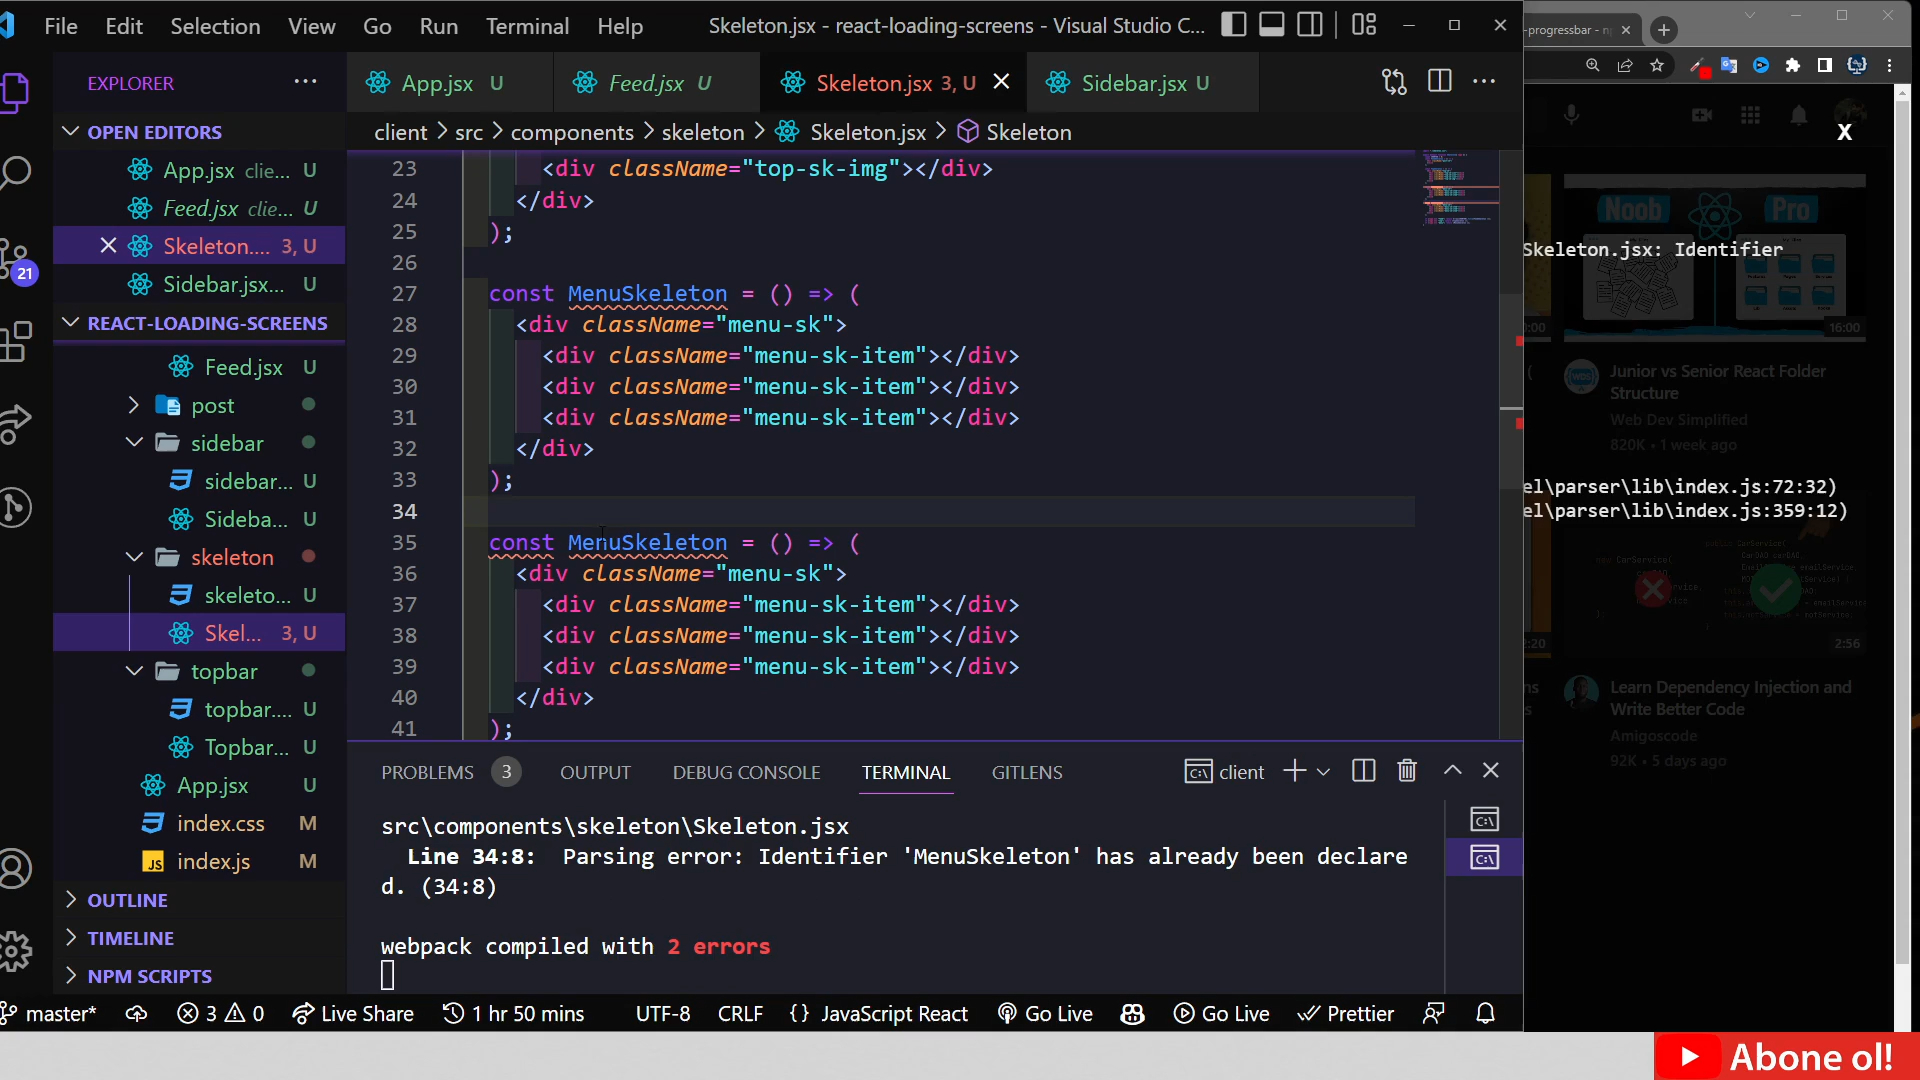 File Edit Selection View Go Run Terminal Help
Skeleton.jsx - react-loading-screens - Visual Studio C...
EXPLORER
OPEN EDITORS
App.jsx clie... U
Feed.jsx clie... U
Skeleton.... 3, U
Sidebar.jsx... U
REACT-LOADING-SCREENS
Feed.jsx U
post
sidebar
sidebar... U
Sideba... U
skeleton
skeleto... U
Skel... 3, U
topbar
topbar.... U
Topbar... U
App.jsx U
index.css M
JS index.js M
OUTLINE
TIMELINE
NPM SCRIPTS
21
App.jsx U Feed.jsx U Skeleton.jsx 3, U Sidebar.jsx U
client > src > components > skeleton > Skeleton.jsx > Skeleton
23 <div className="top-sk-img"></div>
24 </div>
25 );
26
27 const MenuSkeleton = () => (
28 <div className="menu-sk">
29 <div className="menu-sk-item"></div>
30 <div className="menu-sk-item"></div>
31 <div className="menu-sk-item"></div>
32 </div>
33 );
34
35 const MenuSkeleton = () => (
36 <div className="menu-sk">
37 <div className="menu-sk-item"></div>
38 <div className="menu-sk-item"></div>
39 <div className="menu-sk-item"></div>
40 </div>
41 );
PROBLEMS 3 OUTPUT DEBUG CONSOLE TERMINAL GITLENS
client
src\components\skeleton\Skeleton.jsx
Line 34:8: Parsing error: Identifier 'MenuSkeleton' has already been declare
d. (34:8)
webpack compiled with 2 errors
master* 3 0 Live Share 1 hr 50 mins UTF-8 CRLF {} JavaScript React Go Live Go Live Prettier
-progressbar - n
X
Noob Pro
Skeleton.jsx: Identifier
:00 16:00
Junior vs Senior React Folder
Structure
Web Dev Simplified
820K • 1 week ago
el\parser\lib\index.js:72:32)
el\parser\lib\index.js:359:12)
2:20 2:56
Learn Dependency Injection and
Write Better Code
Amigoscode
92K • 5 days ago
Abone ol!